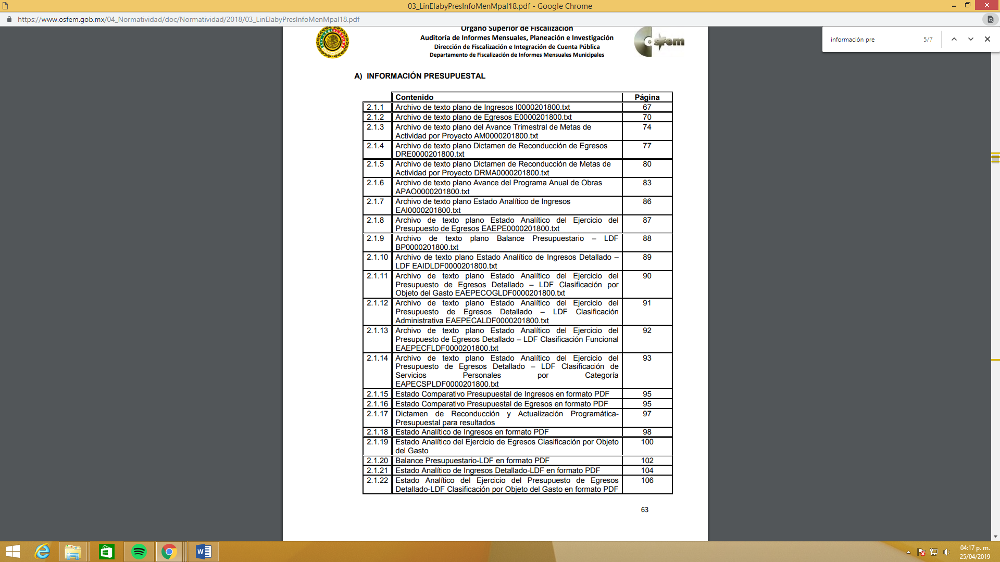 03_LinElabyPresInfoMenMpal18.pdf - Google Chrome
https://www.osfem.gob.mx/04_Normatividad/doc/Normatividad/2018/03_LinElabyPresInfoMenMpal18.pdf
información pre 5/7
Órgano Superior de Fiscalización
Auditoría de Informes Mensuales, Planeación e Investigación
Dirección de Fiscalización e Integración de Cuenta Pública
Departamento de Fiscalización de Informes Mensuales Municipales
osfem
A) INFORMACIÓN PRESUPUESTAL
Contenido Página
2.1.1 Archivo de texto plano de Ingresos I0000201800.txt 67
2.1.2 Archivo de texto plano de Egresos E0000201800.txt 70
2.1.3 Archivo de texto plano del Avance Trimestral de Metas de 74
Actividad por Proyecto AM0000201800.txt
2.1.4 Archivo de texto plano Dictamen de Reconducción de Egresos 77
DRE0000201800.txt
2.1.5 Archivo de texto plano Dictamen de Reconducción de Metas de 80
Actividad por Proyecto DRMA0000201800.txt
2.1.6 Archivo de texto plano Avance del Programa Anual de Obras 83
APAO0000201800.txt
2.1.7 Archivo de texto plano Estado Analítico de Ingresos 86
EAI0000201800.txt
2.1.8 Archivo de texto plano Estado Analítico del Ejercicio del 87
Presupuesto de Egresos EAEPE0000201800.txt
2.1.9 Archivo de texto plano Balance Presupuestario – LDF 88
BP0000201800.txt
2.1.10 Archivo de texto plano Estado Analítico de Ingresos Detallado – 89
LDF EAIDLDF0000201800.txt
2.1.11 Archivo de texto plano Estado Analítico del Ejercicio del 90
Presupuesto de Egresos Detallado – LDF Clasificación por
Objeto del Gasto EAEPECOGLDF0000201800.txt
2.1.12 Archivo de texto plano Estado Analítico del Ejercicio del 91
Presupuesto de Egresos Detallado – LDF Clasificación
Administrativa EAEPECALDF0000201800.txt
2.1.13 Archivo de texto plano Estado Analítico del Ejercicio del 92
Presupuesto de Egresos Detallado – LDF Clasificación Funcional
EAEPECFLDF0000201800.txt
2.1.14 Archivo de texto plano Estado Analítico del Ejercicio del 93
Presupuesto de Egresos Detallado – LDF Clasificación de
Servicios Personales por Categoría
EAPECSPLDF0000201800.txt
2.1.15 Estado Comparativo Presupuestal de Ingresos en formato PDF 95
2.1.16 Estado Comparativo Presupuestal de Egresos en formato PDF 95
2.1.17 Dictamen de Reconducción y Actualización Programática- 97
Presupuestal para resultados
2.1.18 Estado Analítico de Ingresos en formato PDF 98
2.1.19 Estado Analítico del Ejercicio de Egresos Clasificación por Objeto 100
del Gasto
2.1.20 Balance Presupuestario-LDF en formato PDF 102
2.1.21 Estado Analítico de Ingresos Detallado-LDF en formato PDF 104
2.1.22 Estado Analítico del Ejercicio del Presupuesto de Egresos 106
Detallado-LDF Clasificación por Objeto del Gasto en formato PDF
63
04:17 p. m.
25/04/2019